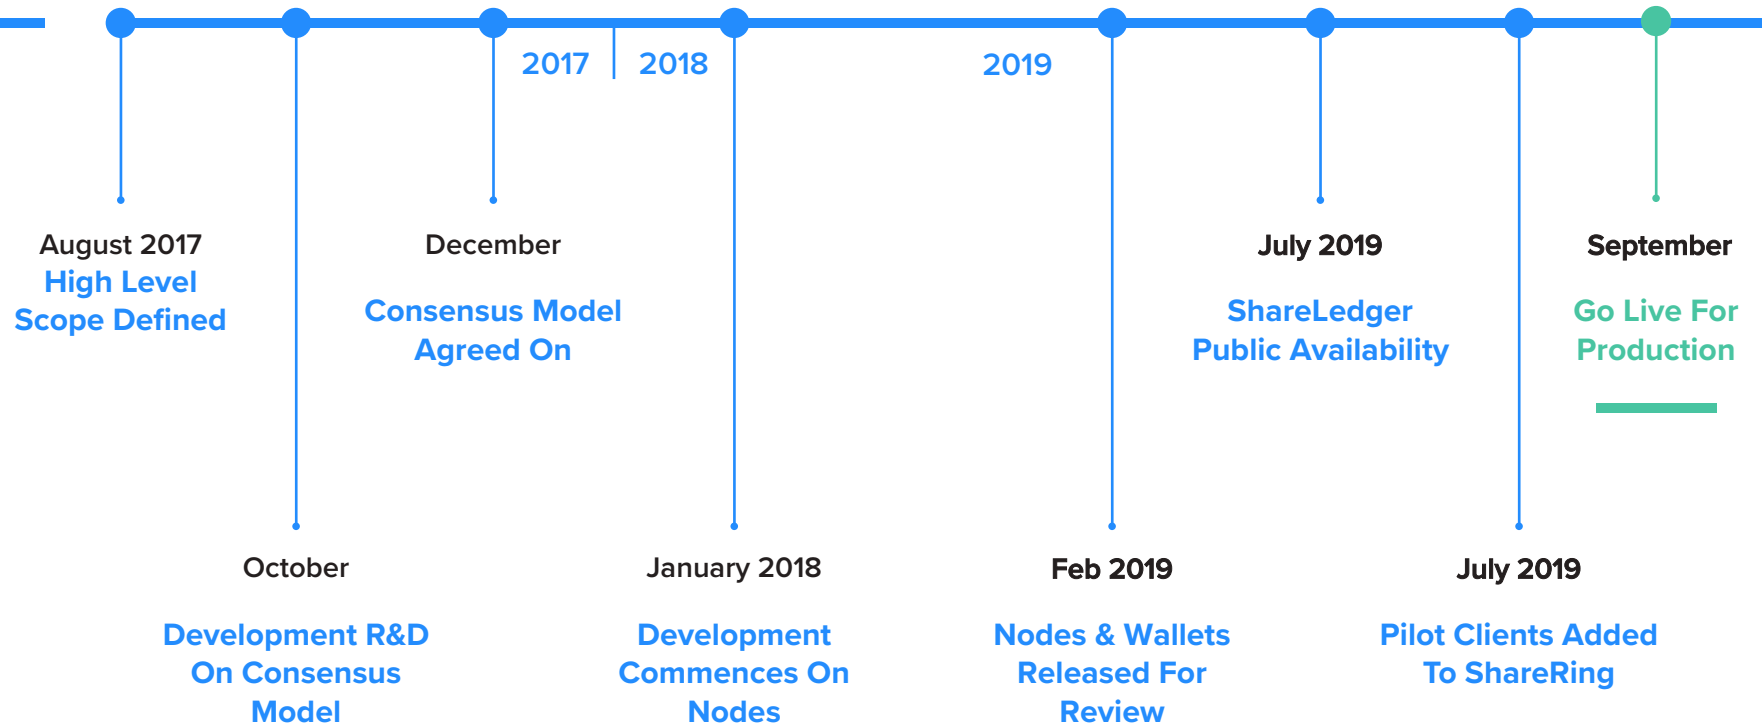 2017
2018
2019
August 2017
High Level
Scope Defined
October
Development R&D
On Consensus
Model
December
Consensus Model
Agreed On
January 2018
Development
Commences On
Nodes
Feb 2019
Nodes & Wallets
Released For
Review
July 2019
ShareLedger
Public Availability
July 2019
Pilot Clients Added
To ShareRing
September
Go Live For
Production